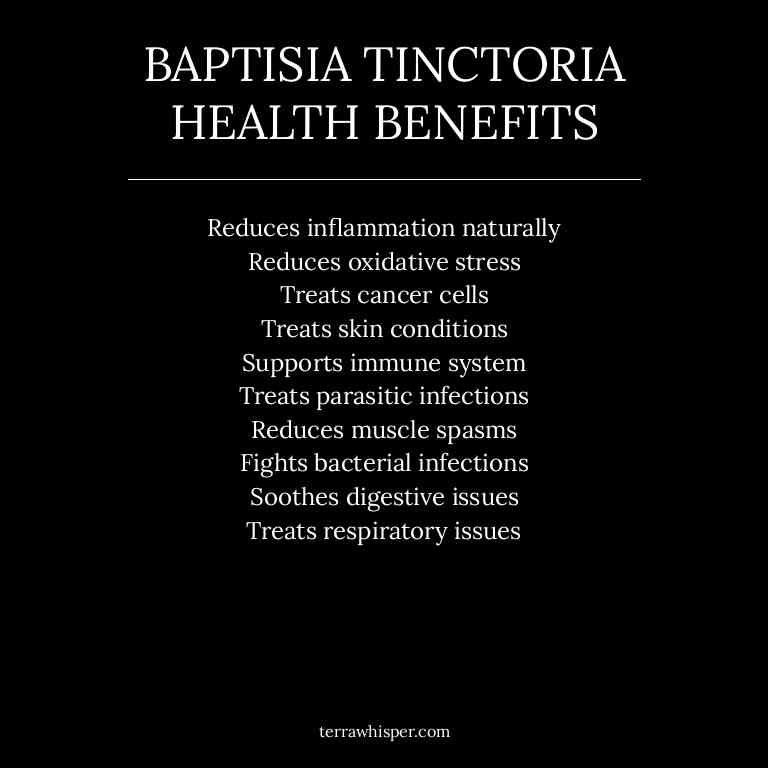 BAPTISIA TINCTORIA
HEALTH BENEFITS
Reduces inflammation naturally
Reduces oxidative stress
Treats cancer cells
Treats skin conditions
Supports immune system
Treats parasitic infections
Reduces muscle spasms
Fights bacterial infections
Soothes digestive issues
Treats respiratory issues
terrawhisper.com